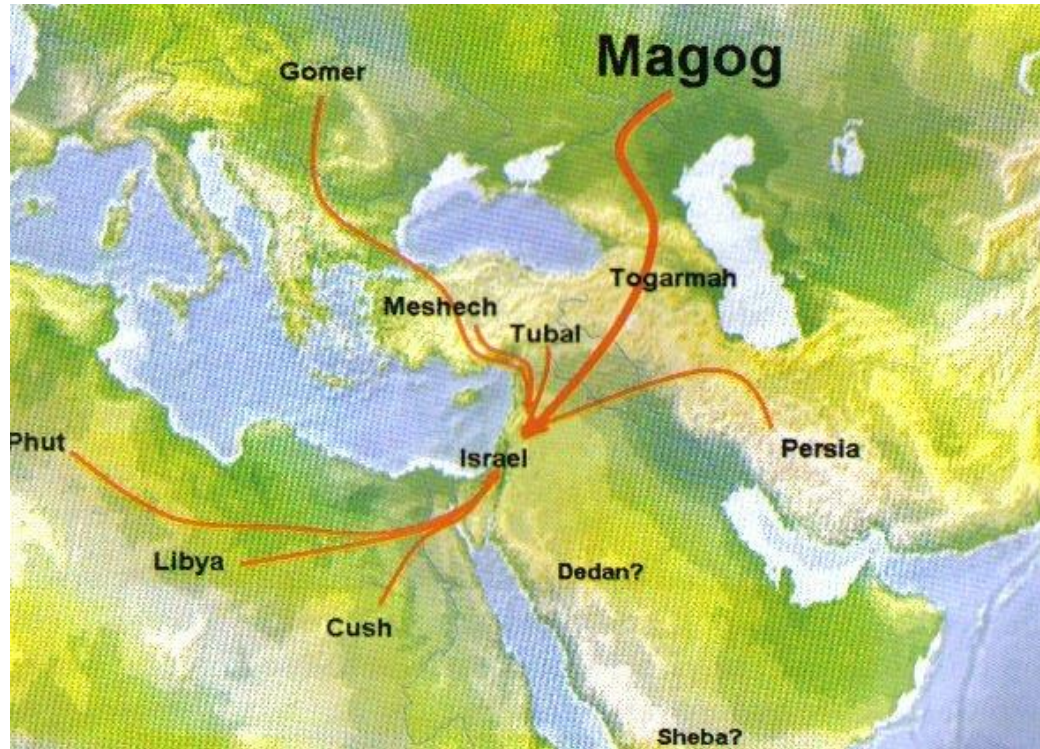 Magog
Gomer
Togarmah
Meshech
Tubal
Phut
Israel
Persia
Libya
Dedan?
Cush
Sheba?